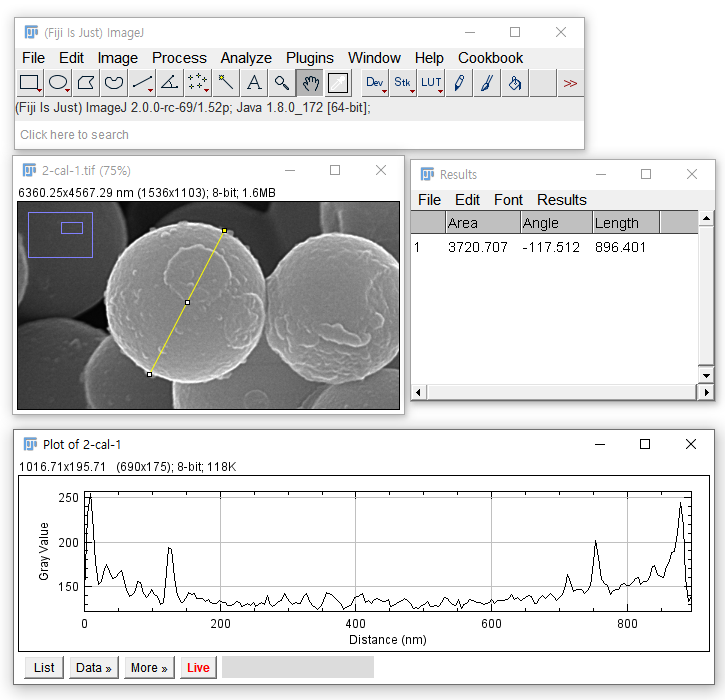 (Fiji Is Just) ImageJ
File Edit Image Process Analyze Plugins Window Help Cookbook
A Dev Stk LUT >>
(Fiji Is Just) ImageJ 2.0.0-rc-69/1.52p; Java 1.8.0_172 [64-bit];
Click here to search
2-cal-1.tif (75%)
6360.25x4567.29 nm (1536x1103); 8-bit; 1.6MB
Results
File Edit Font Results
Area Angle Length
1 3720.707 -117.512 896.401
Plot of 2-cal-1
1016.71x195.71 (690x175); 8-bit; 118K
250
200
150
Gray Value
0 200 400 600 800
Distance (nm)
List Data » More » Live